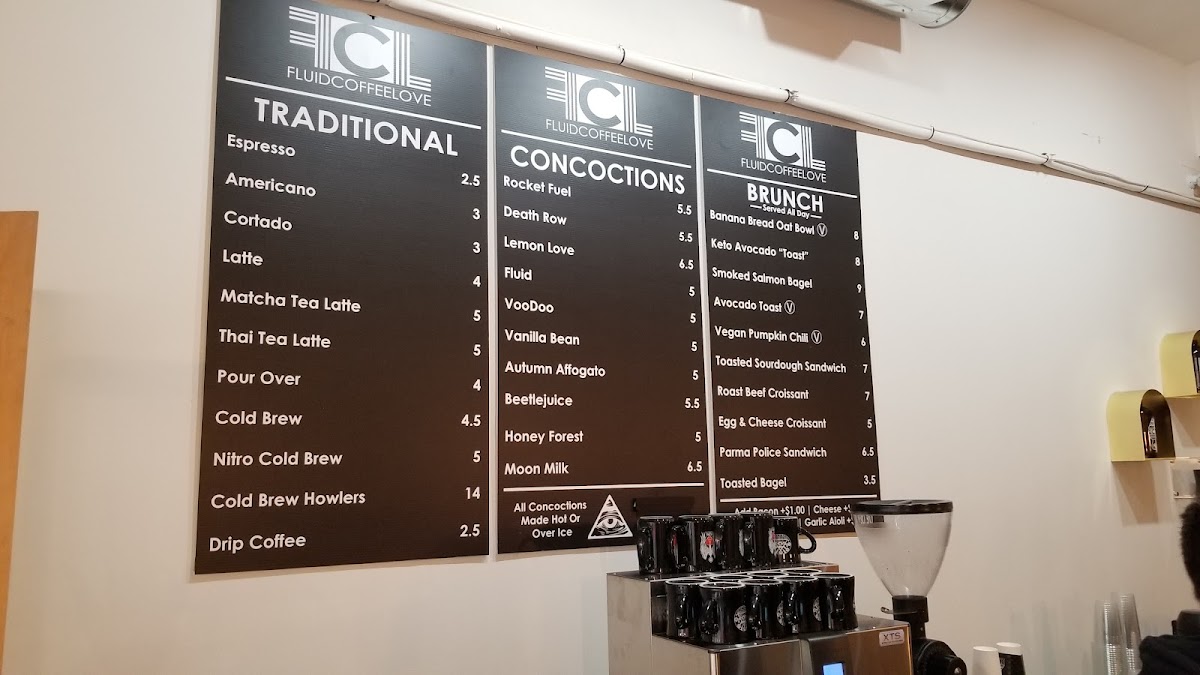 FCL
FLUIDCOFFEELOVE
TRADITIONAL
Espresso 2.5
Americano 3
Cortado 3
Latte 4
Matcha Tea Latte 5
Thai Tea Latte 5
Pour Over 4
Cold Brew 4.5
Nitro Cold Brew 5
Cold Brew Howlers 14
Drip Coffee 2.5
FCL
FLUIDCOFFEELOVE
CONCOCTIONS
Rocket Fuel 5.5
Death Row 5.5
Lemon Love 6.5
Fluid 5
VooDoo 5
Vanilla Bean 5
Autumn Affogato 5
Beetlejuice 5.5
Honey Forest 5
Moon Milk 6.5
All Concoctions
Made Hot Or
Over Ice
FCL
FLUIDCOFFEELOVE
BRUNCH
Served All Day
Banana Bread Oat Bowl V 8
Keto Avocado “Toast” 8
Smoked Salmon Bagel 9
Avocado Toast V 7
Vegan Pumpkin Chili V 6
Toasted Sourdough Sandwich 7
Roast Beef Croissant 7
Egg & Cheese Croissant 5
Parma Police Sandwich 6.5
Toasted Bagel 3.5
Add Bacon +$1.00 | Cheese
| Garlic Aioli
XTS